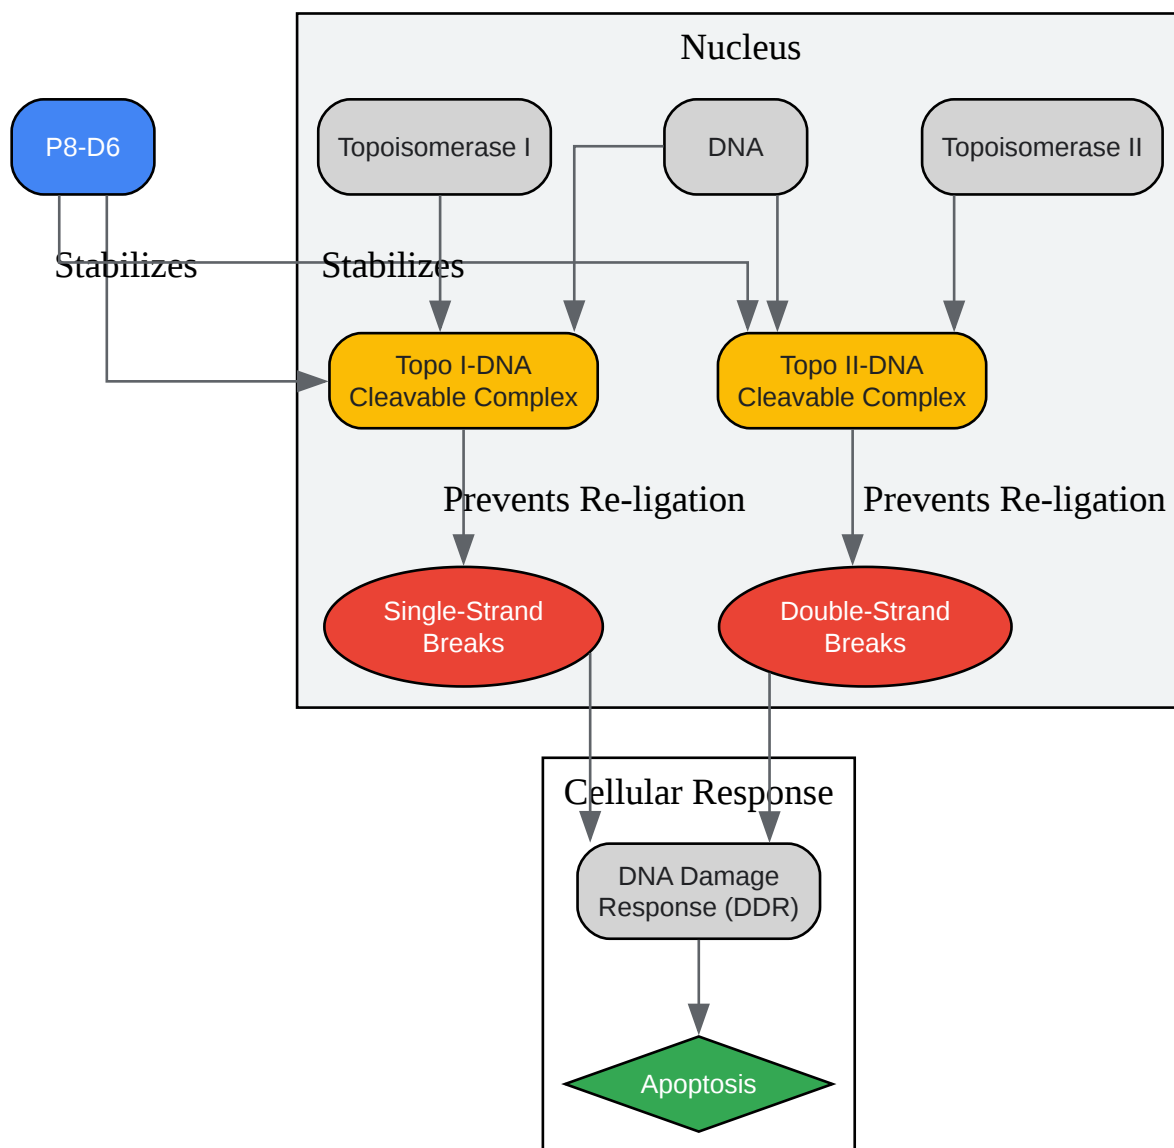 Nucleus
P8-D6
Topoisomerase I
DNA
Topoisomerase II
Stabilizes
Stabilizes
Topo I-DNA
Cleavable Complex
Topo II-DNA
Cleavable Complex
Prevents Re-ligation
Prevents Re-ligation
Single-Strand
Breaks
Double-Strand
Breaks
Cellular Response
DNA Damage
Response (DDR)
Apoptosis